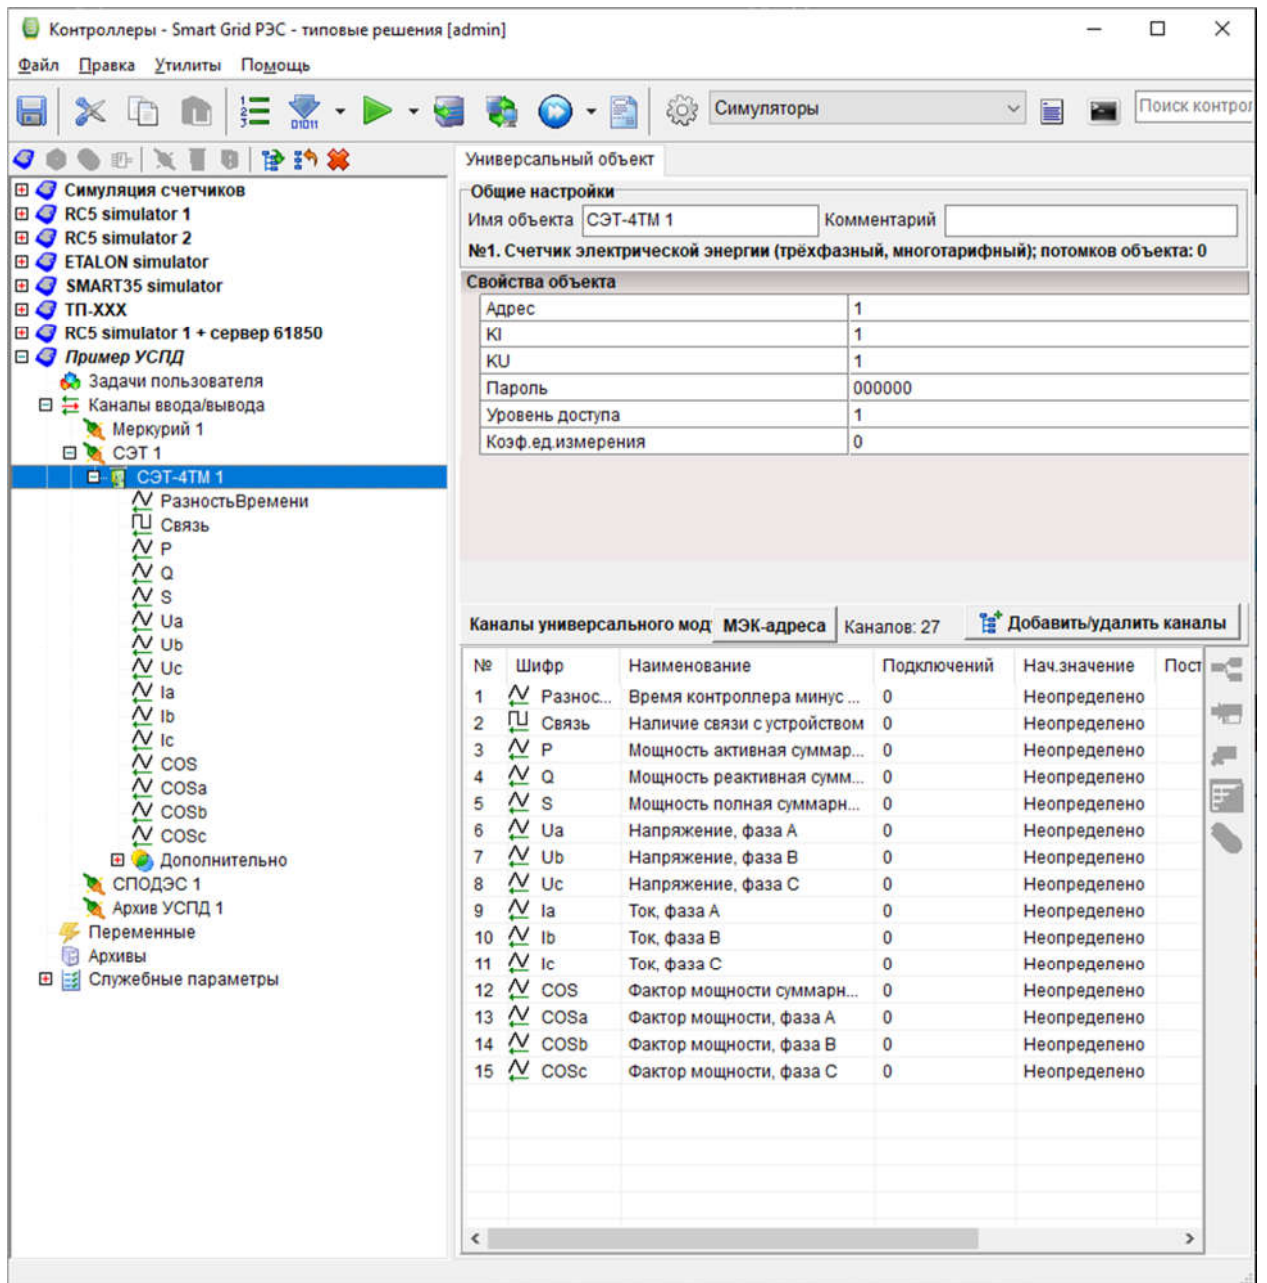 Контроллеры - Smart Grid РЭС - типовые решения [admin]
Файл Правка Утилиты Помощь
Симуляторы
Поиск контрол
Симуляция счетчиков
RC5 simulator 1
RC5 simulator 2
ETALON simulator
SMART35 simulator
ТП-ХХХ
RC5 simulator 1 + сервер 61850
Пример УСПД
Задачи пользователя
Каналы ввода/вывода
Меркурий 1
СЭТ 1
СЭТ-4ТМ 1
РазностьВремени
Связь
P
Q
S
Ua
Ub
Uc
Ia
Ib
Ic
COS
COSa
COSb
COSc
Дополнительно
СПОДЭС 1
Архив УСПД 1
Переменные
Архивы
Служебные параметры
Универсальный объект
Общие настройки
Имя объекта СЭТ-4ТМ 1 Комментарий
№1. Счетчик электрической энергии (трёхфазный, многотарифный); потомков объекта: 0
Свойства объекта
Адрес 1
KI 1
KU 1
Пароль 000000
Уровень доступа 1
Коэф.ед.измерения 0
Каналы универсального мод МЭК-адреса Каналов: 27 Добавить/удалить каналы
№ Шифр Наименование Подключений Нач.значение Пост
1 Разнос... Время контроллера минус ... 0 Неопределено
2 Связь Наличие связи с устройством 0 Неопределено
3 P Мощность активная суммар... 0 Неопределено
4 Q Мощность реактивная сумм... 0 Неопределено
5 S Мощность полная суммарн... 0 Неопределено
6 Ua Напряжение, фаза А 0 Неопределено
7 Ub Напряжение, фаза В 0 Неопределено
8 Uc Напряжение, фаза С 0 Неопределено
9 Ia Ток, фаза А 0 Неопределено
10 Ib Ток, фаза В 0 Неопределено
11 Ic Ток, фаза С 0 Неопределено
12 COS Фактор мощности суммарн... 0 Неопределено
13 COSa Фактор мощности, фаза А 0 Неопределено
14 COSb Фактор мощности, фаза В 0 Неопределено
15 COSc Фактор мощности, фаза С 0 Неопределено